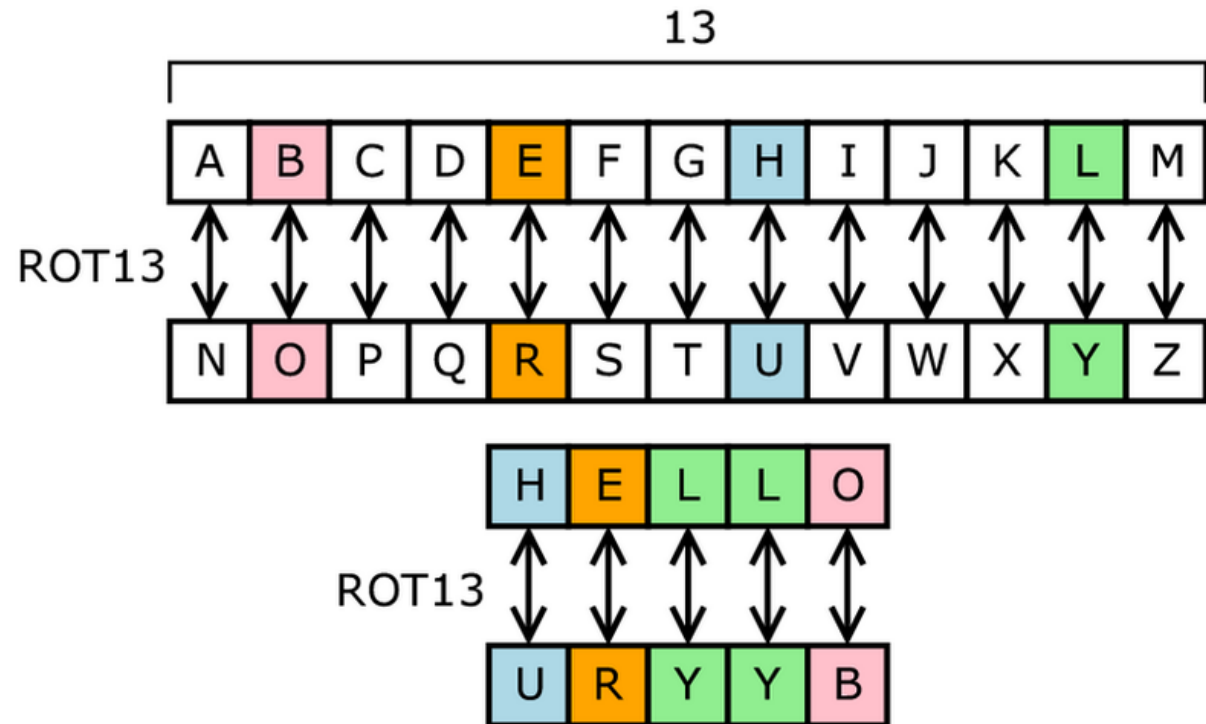 13
A B C D E F G H I J K L M
ROT13
N O P Q R S T U V W X Y Z
H E L L O
ROT13
U R Y Y B